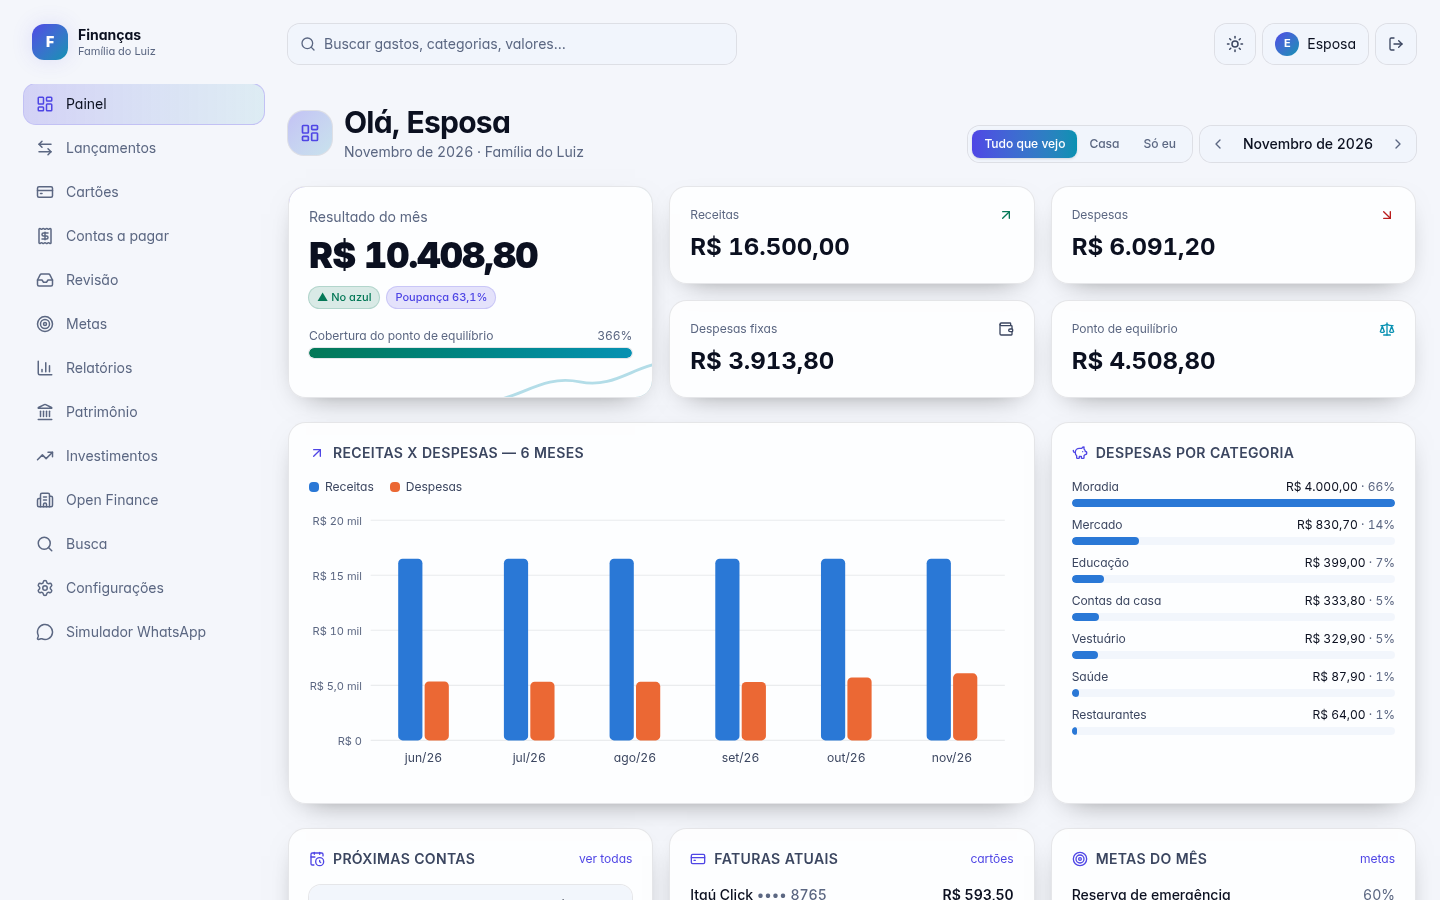 F
Finanças
Família do Luiz
Buscar gastos, categorias, valores...
E
Esposa
Painel
Lançamentos
Cartões
Contas a pagar
Revisão
Metas
Relatórios
Patrimônio
Investimentos
Open Finance
Busca
Configurações
Simulador WhatsApp
Olá, Esposa
Novembro de 2026 · Família do Luiz
Tudo que vejo
Casa
Só eu
Novembro de 2026
Resultado do mês
R$ 10.408,80
▲ No azul
Poupança 63,1%
Cobertura do ponto de equilíbrio
366%
Receitas
R$ 16.500,00
Despesas
R$ 6.091,20
Despesas fixas
R$ 3.913,80
Ponto de equilíbrio
R$ 4.508,80
RECEITAS X DESPESAS — 6 MESES
Receitas
Despesas
R$ 20 mil
R$ 15 mil
R$ 10 mil
R$ 5,0 mil
R$ 0
jun/26
jul/26
ago/26
set/26
out/26
nov/26
DESPESAS POR CATEGORIA
Moradia
R$ 4.000,00 · 66%
Mercado
R$ 830,70 · 14%
Educação
R$ 399,00 · 7%
Contas da casa
R$ 333,80 · 5%
Vestuário
R$ 329,90 · 5%
Saúde
R$ 87,90 · 1%
Restaurantes
R$ 64,00 · 1%
PRÓXIMAS CONTAS
ver todas
FATURAS ATUAIS
cartões
Itaú Click •••• 8765
R$ 593,50
METAS DO MÊS
metas
Reserva de emergência
60%